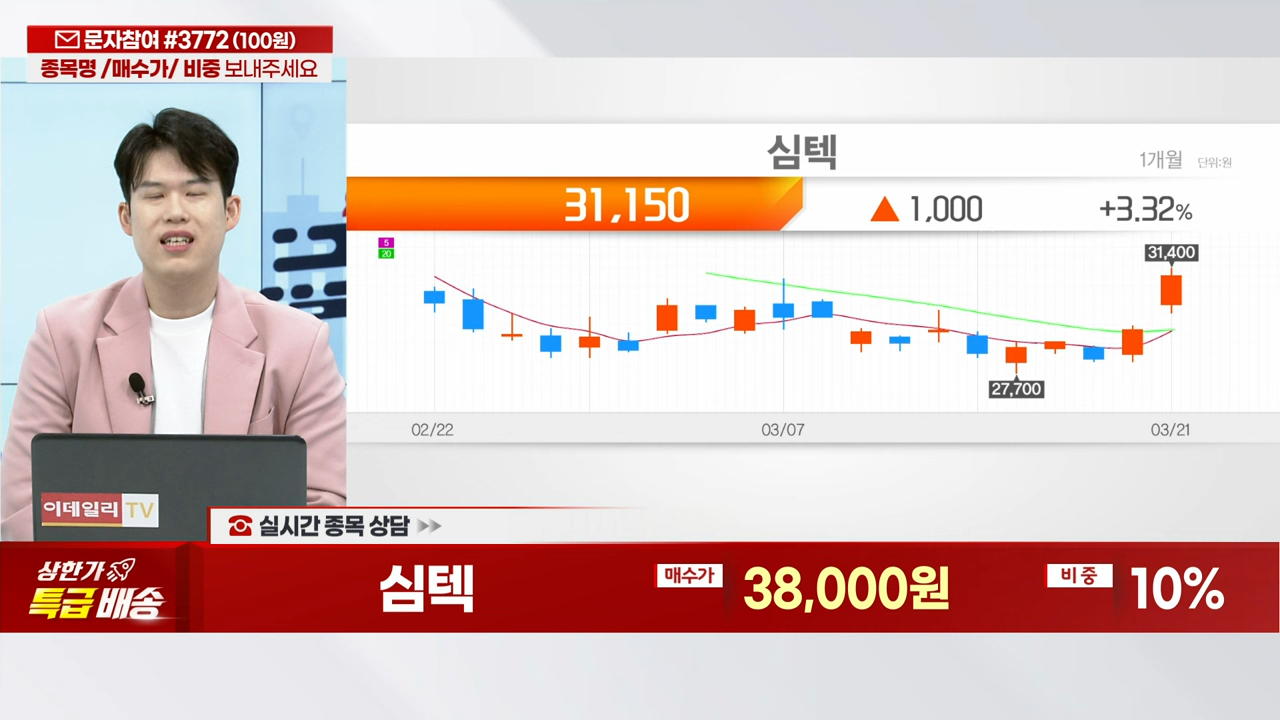 문자참여 #3772 (100원)
종목명 /매수가/ 비중 보내주세요
심텍
1개월 단위:원
31,150 ▲ 1,000 +3.32%
5
20
31,400
27,700
02/22 03/07 03/21
이데일리 TV
실시간 종목 상담
상한가
특급 배송
심텍 매수가 38,000원 비중 10%